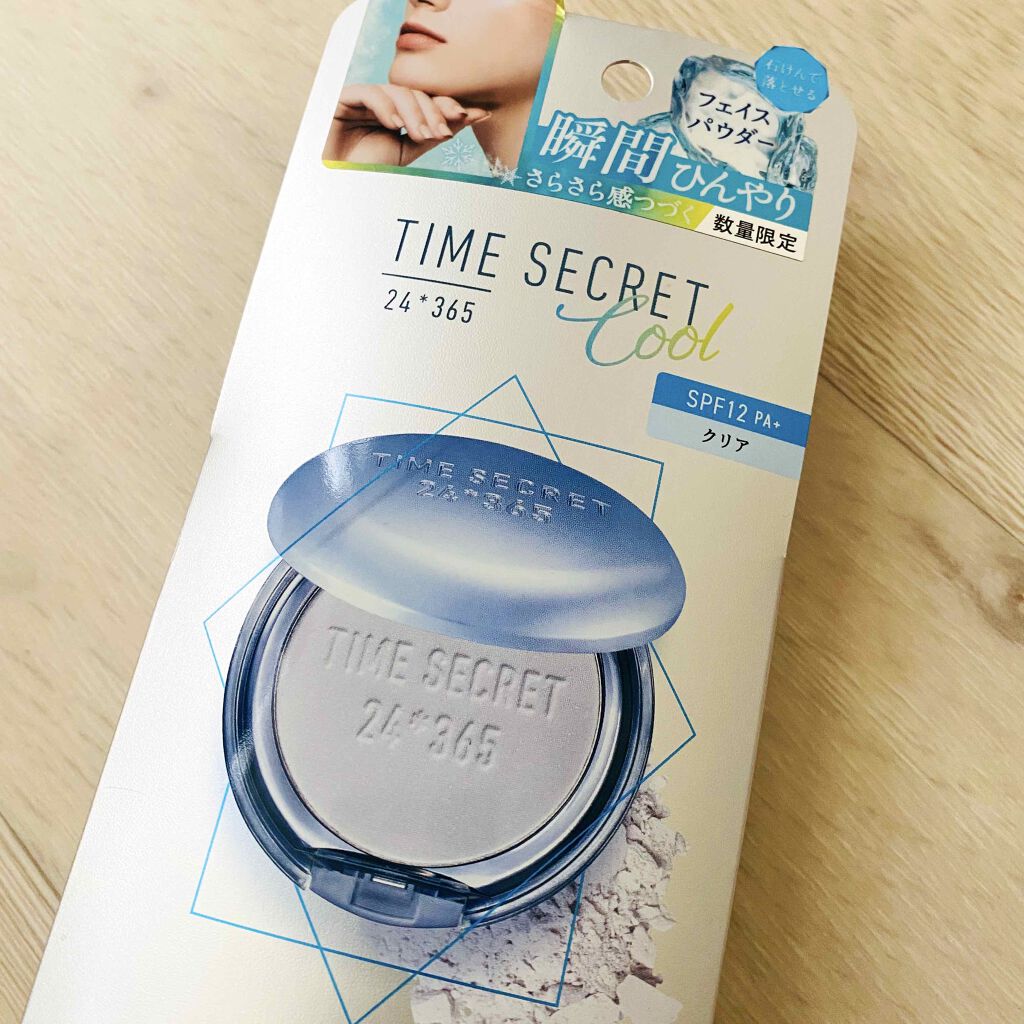 石けんで
落とせる
フェイス
パウダー
瞬間ひんやり
さらさら感つづく
数量限定
TIME SECRET
24*365
Cool
SPF12 PA+
クリア
TIME SECRET
24*365
TIME SECRET
24*365